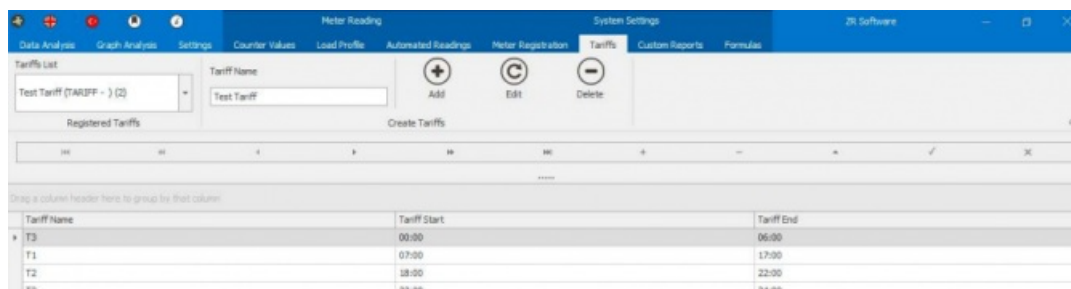 Meter Reading System Settings ZR Software
Data Analysis Graph Analysis Settings Counter Values Load Profile Automated Readings Meter Registration Tariffs Custom Reports Formulas
Tariffs List
Test Tariff (TARIFF - ) (2)
Registered Tariffs
Tariff Name
Test Tariff
Add Edit Delete
Create Tariffs
Drag a column header here to group by that column
Tariff Name Tariff Start Tariff End
T3 00:00 06:00
T1 07:00 17:00
T2 18:00 22:00